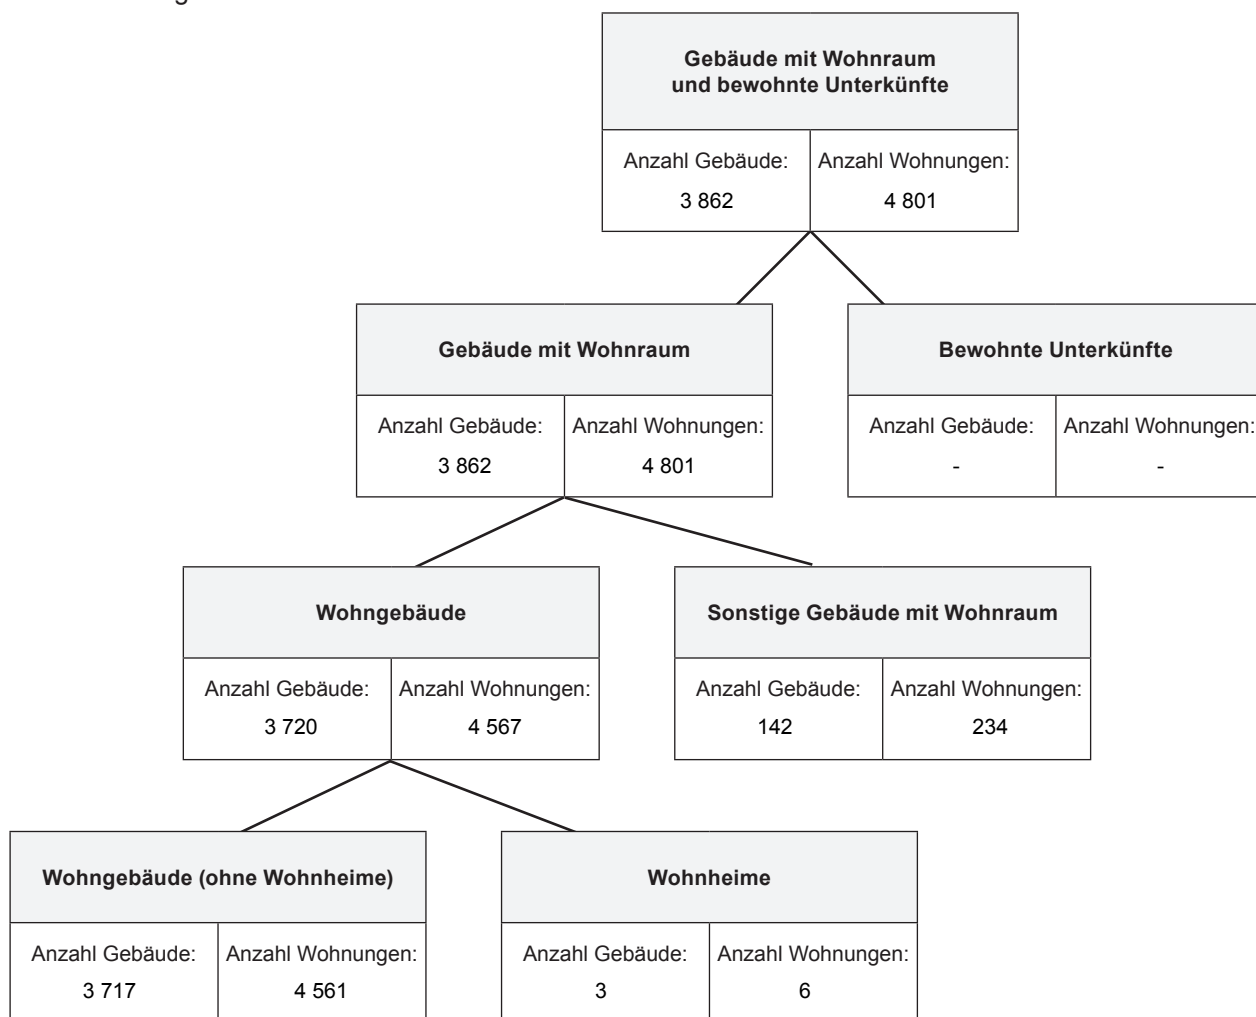 Gebäude mit Wohnraum
und bewohnte Unterkünfte
Anzahl Gebäude: Anzahl Wohnungen:
3 862 4 801
Gebäude mit Wohnraum Bewohnte Unterkünfte
Anzahl Gebäude: Anzahl Wohnungen: Anzahl Gebäude: Anzahl Wohnungen:
3 862 4 801 - -
Wohngebäude Sonstige Gebäude mit Wohnraum
Anzahl Gebäude: Anzahl Wohnungen: Anzahl Gebäude: Anzahl Wohnungen:
3 720 4 567 142 234
Wohngebäude (ohne Wohnheime) Wohnheime
Anzahl Gebäude: Anzahl Wohnungen: Anzahl Gebäude: Anzahl Wohnungen:
3 717 4 561 3 6